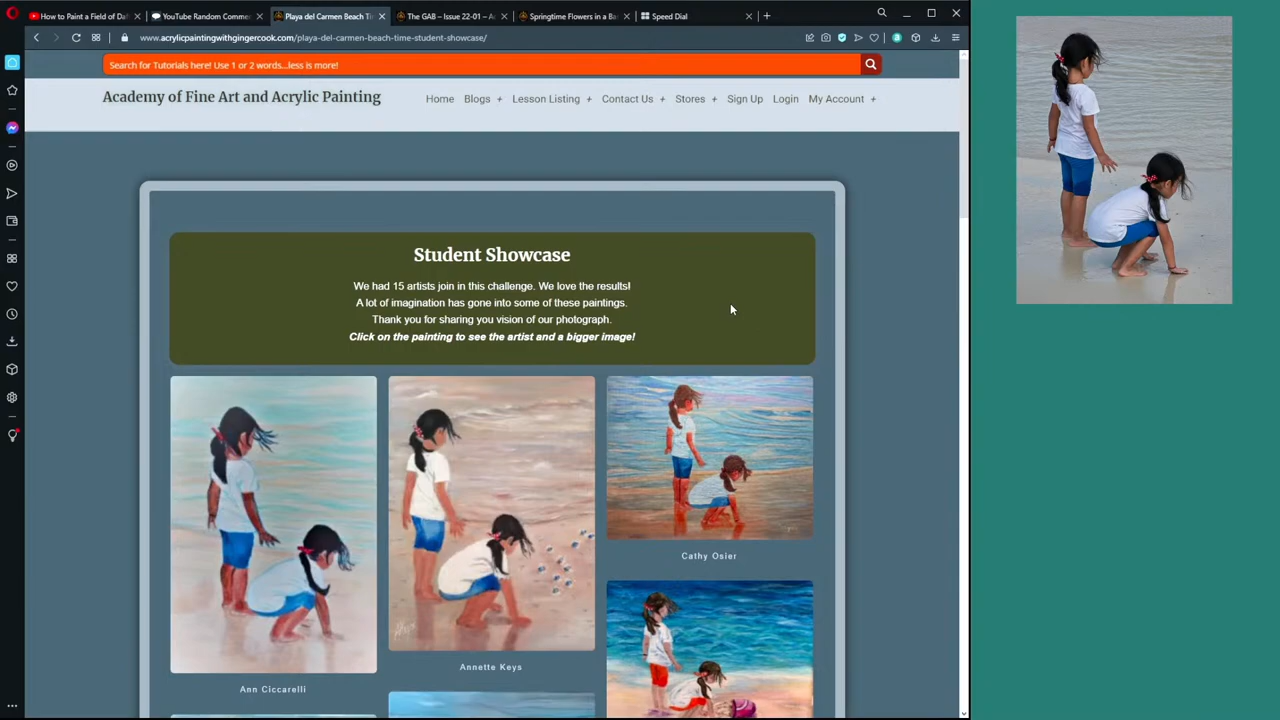 How to Paint a Field of Dai
YouTube Random Comme
Playa del Carmen Beach Ti
The GAB – Issue 22-01 – A
Springtime Flowers in a Ba
Speed Dial
www.acrylicpaintingwithgingercook.com/playa-del-carmen-beach-time-student-showcase/
Search for Tutorials here! Use 1 or 2 words...less is more!
Academy of Fine Art and Acrylic Painting
Home Blogs + Lesson Listing + Contact Us + Stores + Sign Up Login My Account +
Student Showcase
We had 15 artists join in this challenge. We love the results!
A lot of imagination has gone into some of these paintings.
Thank you for sharing you vision of our photograph.
Click on the painting to see the artist and a bigger image!
Cathy Osier
Annette Keys
Ann Ciccarelli